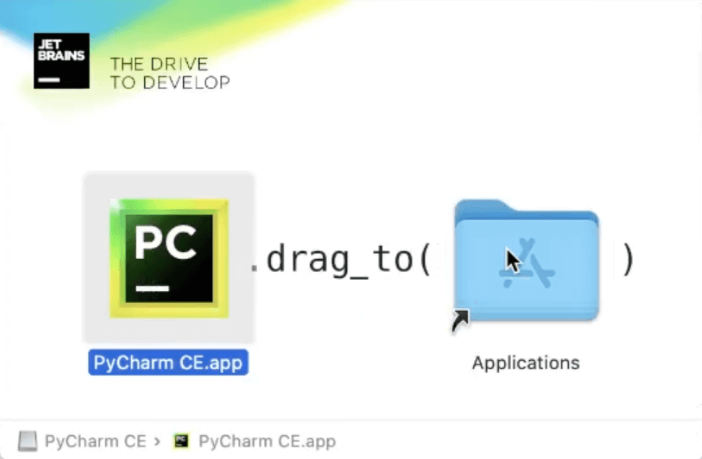 JET
BRAINS
THE DRIVE
TO DEVELOP
PC
.drag_to( )
PyCharm CE.app
Applications
PyCharm CE › PyCharm CE.app